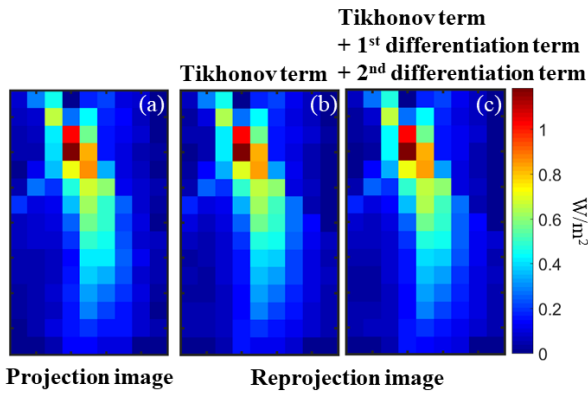 Tikhonov term
+ 1st differentiation term
Tikhonov term + 2nd differentiation term
(a) (b) (c)
1
0.8
0.6
0.4
0.2
0
W/m2
Projection image Reprojection image